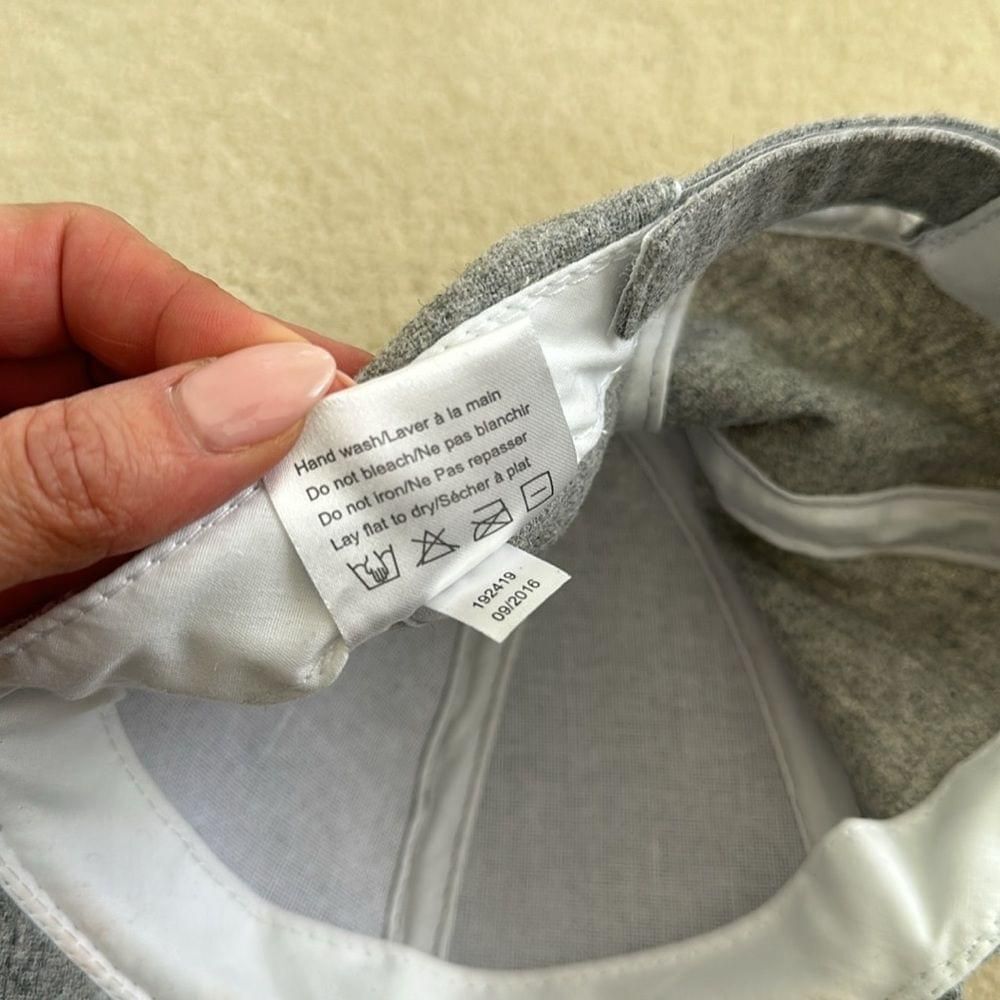 Hand wash/Laver à la main
Do not bleach/Ne pas blanchir
Do not iron/Ne Pas repasser
Lay flat to dry/Sécher à plat
192419
09/2016